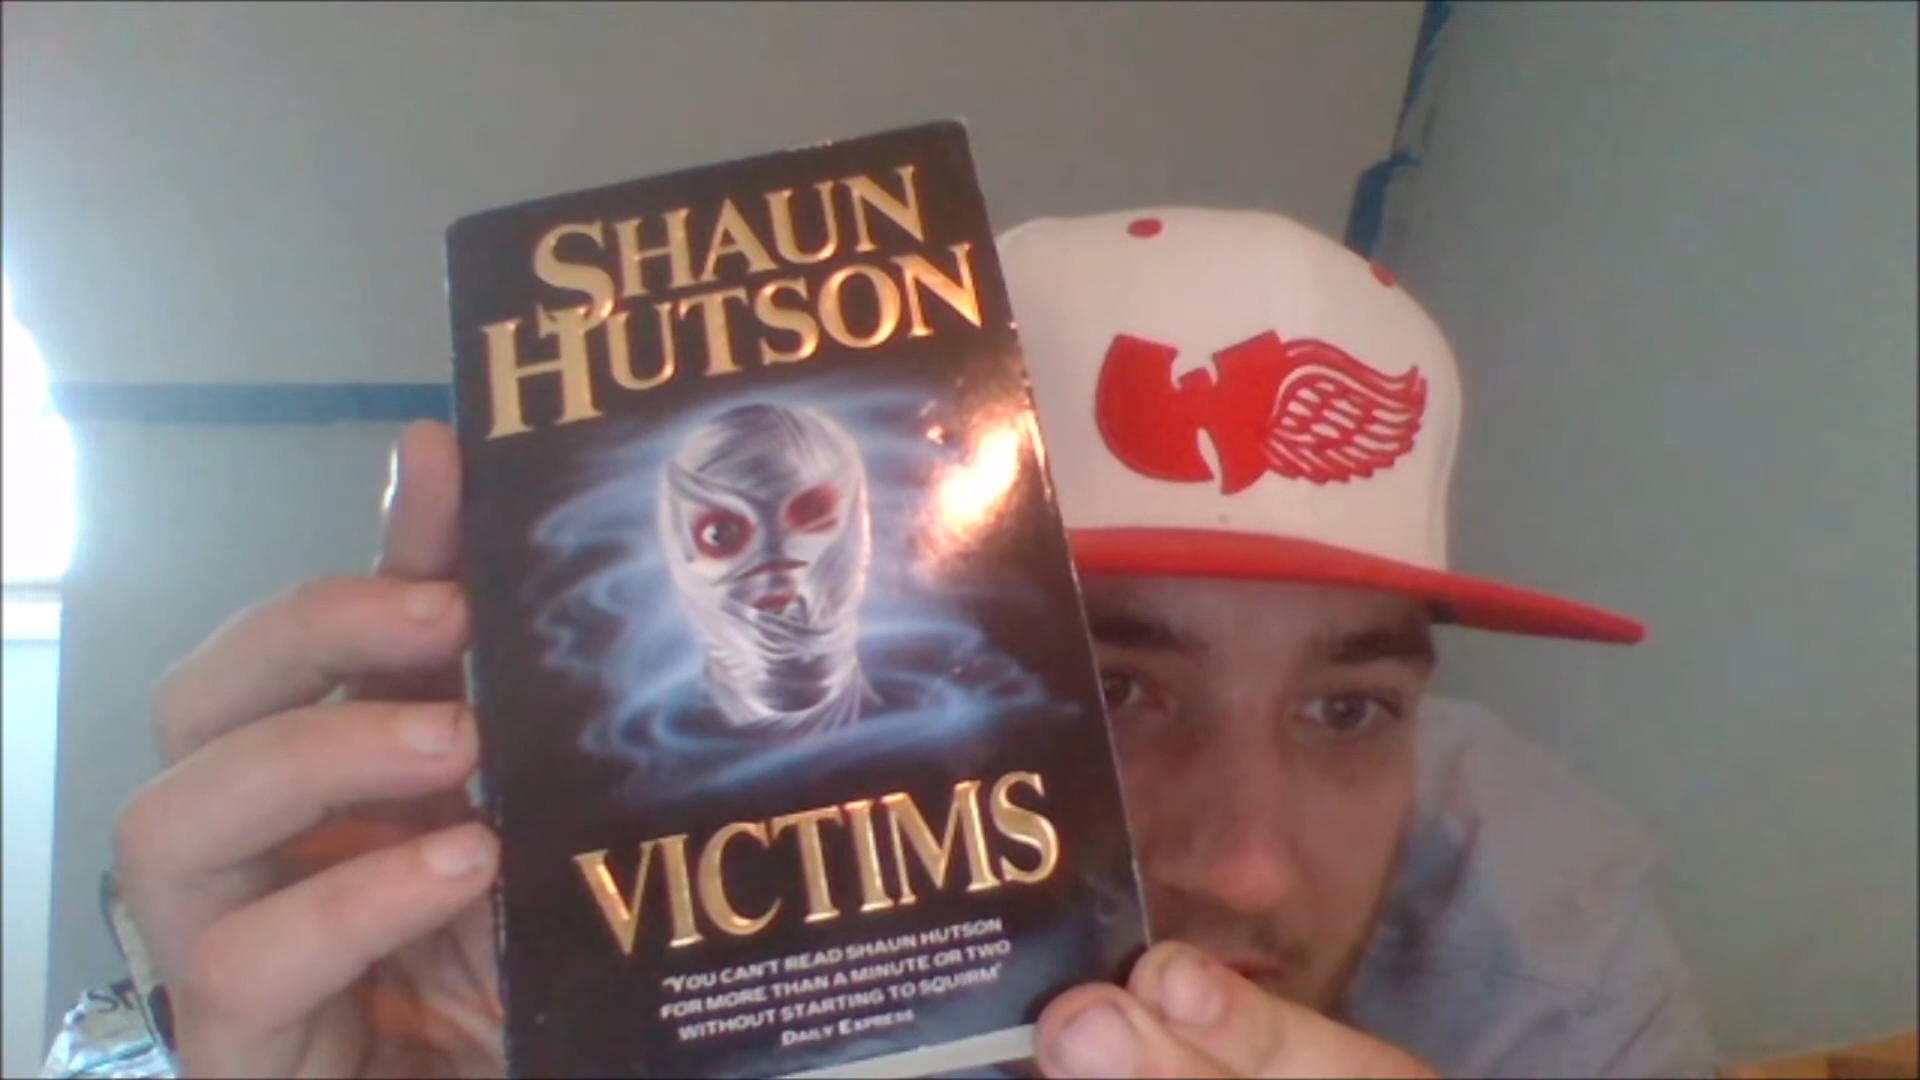 SHAUN
HUTSON
VICTIMS
"YOU CAN'T READ SHAUN HUTSON
FOR MORE THAN A MINUTE OR TWO
WITHOUT STARTING TO SQUIRM"
DAILY EXPRESS